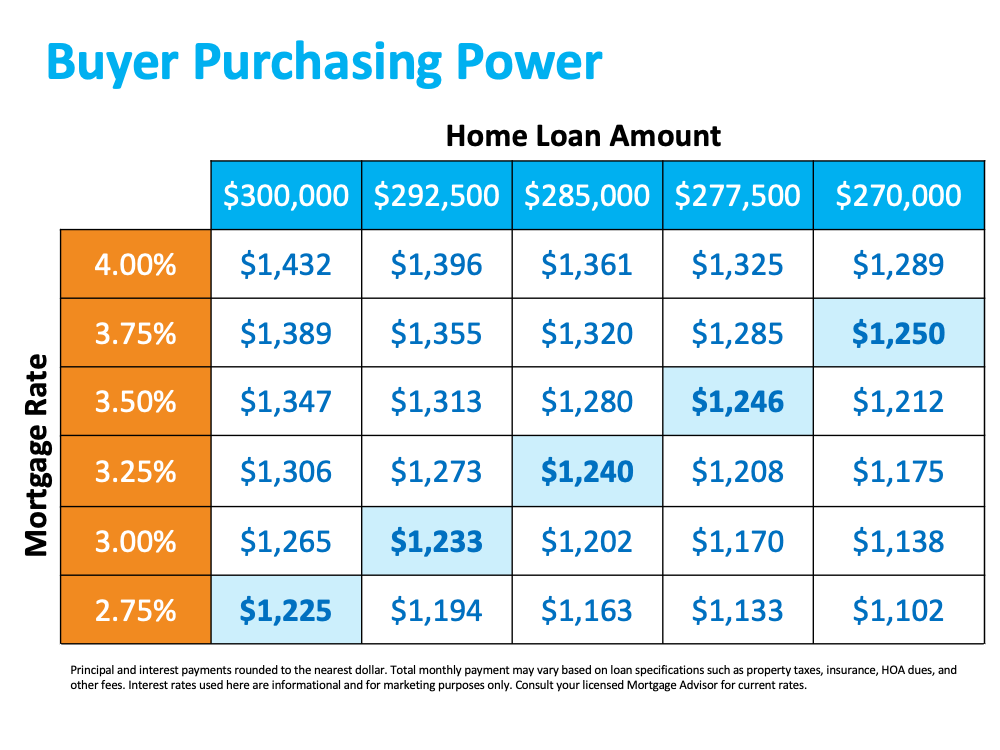 Buyer Purchasing Power
Home Loan Amount
$300,000 $292,500 $285,000 $277,500 $270,000
Mortgage Rate
4.00% $1,432 $1,396 $1,361 $1,325 $1,289
3.75% $1,389 $1,355 $1,320 $1,285 $1,250
3.50% $1,347 $1,313 $1,280 $1,246 $1,212
3.25% $1,306 $1,273 $1,240 $1,208 $1,175
3.00% $1,265 $1,233 $1,202 $1,170 $1,138
2.75% $1,225 $1,194 $1,163 $1,133 $1,102
Principal and interest payments rounded to the nearest dollar. Total monthly payment may vary based on loan specifications such as property taxes, insurance, HOA dues, and
other fees. Interest rates used here are informational and for marketing purposes only. Consult your licensed Mortgage Advisor for current rates.